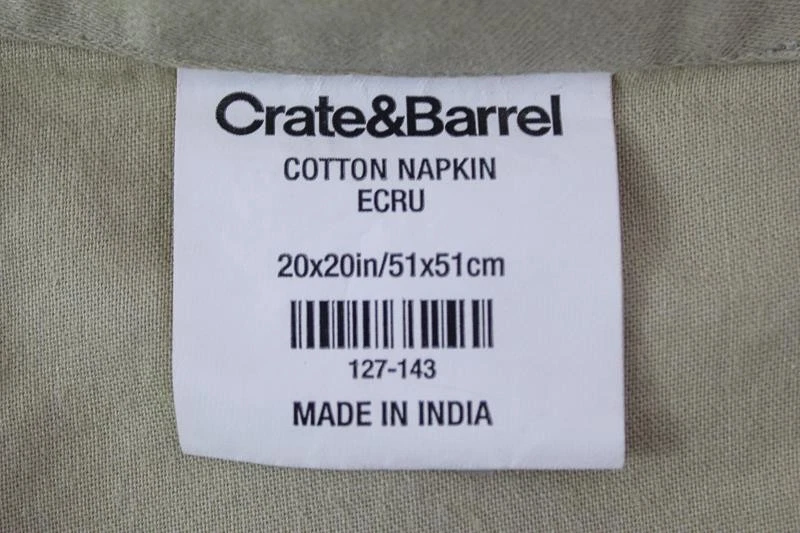 Crate&Barrel
COTTON NAPKIN
ECRU
20x20in/51x51cm
127-143
MADE IN INDIA